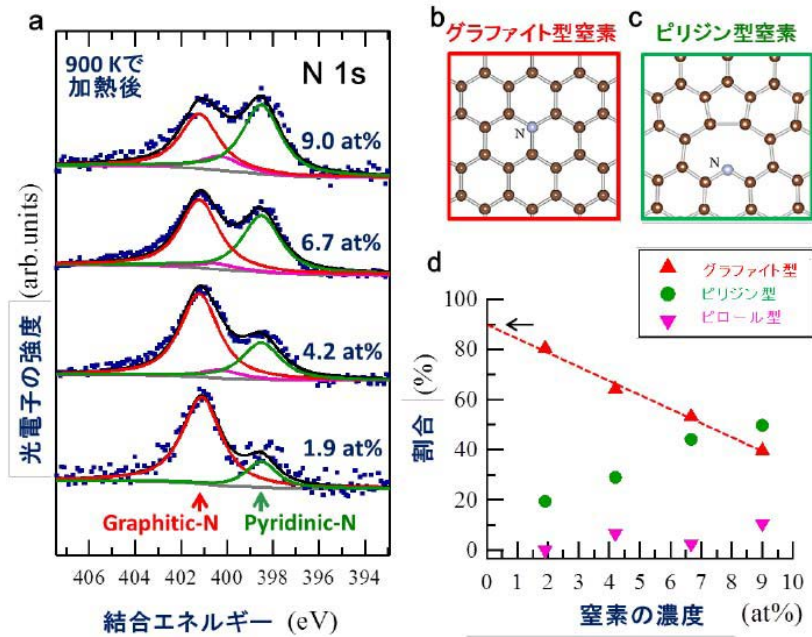 a
900 Kで
加熱後
N 1s
9.0 at%
6.7 at%
4.2 at%
1.9 at%
Graphitic-N
Pyridinic-N
光電子の強度 (arb.units)
406 404 402 400 398 396 394
結合エネルギー (eV)
b
グラファイト型窒素
N
c
ピリジン型窒素
N
d
グラファイト型
ピリジン型
ピロール型
100
80
60
40
20
0
割合 (%)
0 1 2 3 4 5 6 7 8 9 10
窒素の濃度 (at%)